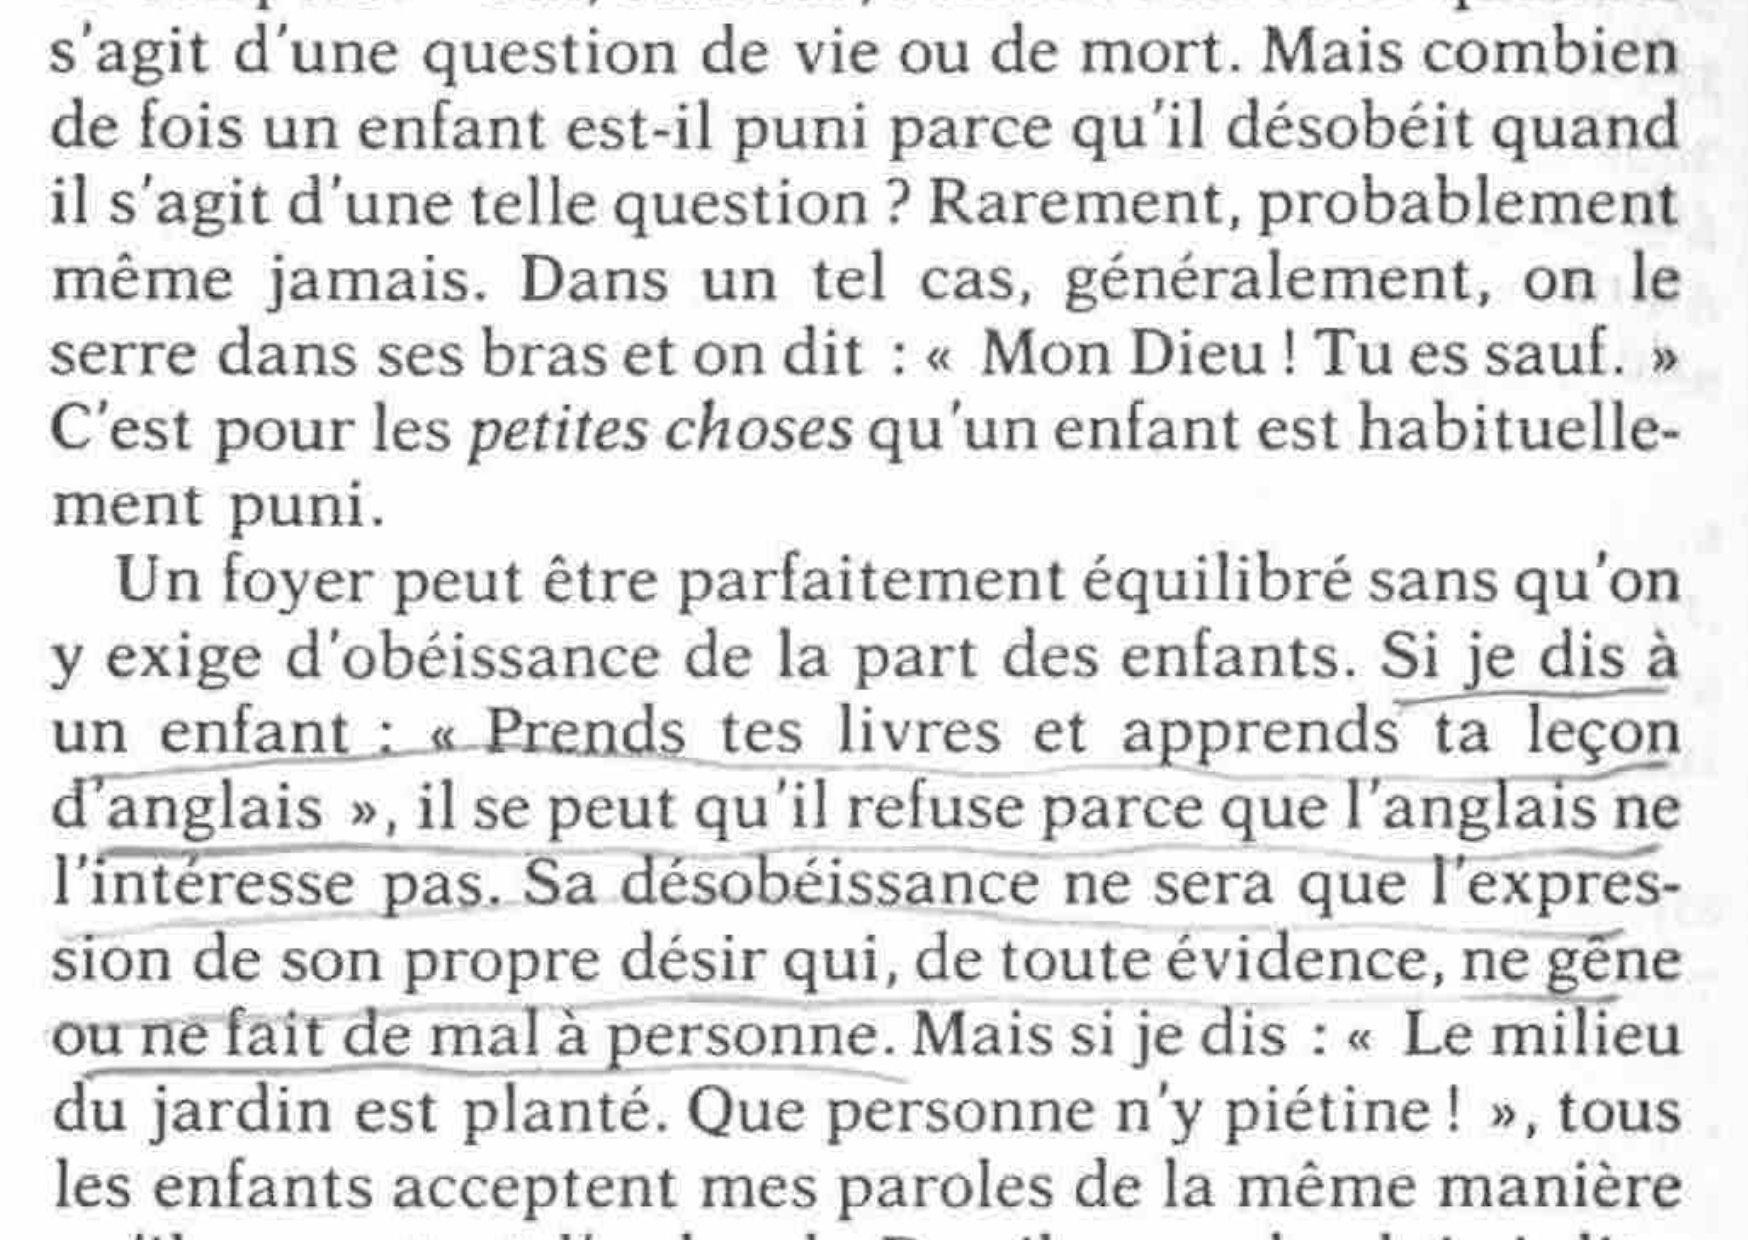 s'agit d'une question de vie ou de mort. Mais combien
de fois un enfant est-il puni parce qu'il désobéit quand
il s'agit d'une telle question ? Rarement, probablement
même jamais. Dans un tel cas, généralement, on le
serre dans ses bras et on dit : « Mon Dieu ! Tu es sauf. »
C'est pour les petites choses qu'un enfant est habituelle-
ment puni.
Un foyer peut être parfaitement équilibré sans qu'on
y exige d'obéissance de la part des enfants. Si je dis à
un enfant : « Prends tes livres et apprends ta leçon
d'anglais », il se peut qu'il refuse parce que l'anglais ne
l'intéresse pas. Sa désobéissance ne sera que l'expres-
sion de son propre désir qui, de toute évidence, ne gêne
ou ne fait de mal à personne. Mais si je dis : « Le milieu
du jardin est planté. Que personne n'y piétine ! », tous
les enfants acceptent mes paroles de la même manière